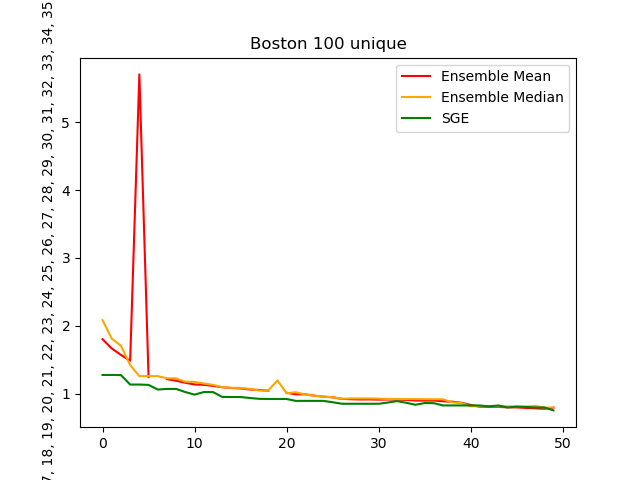 Boston 100 unique
7, 18, 19, 20, 21, 22, 23, 24, 25, 26, 27, 28, 29, 30, 31, 32, 33, 34, 35
5
4
3
2
1
0
10
20
30
40
50
Ensemble Mean
Ensemble Median
SGE